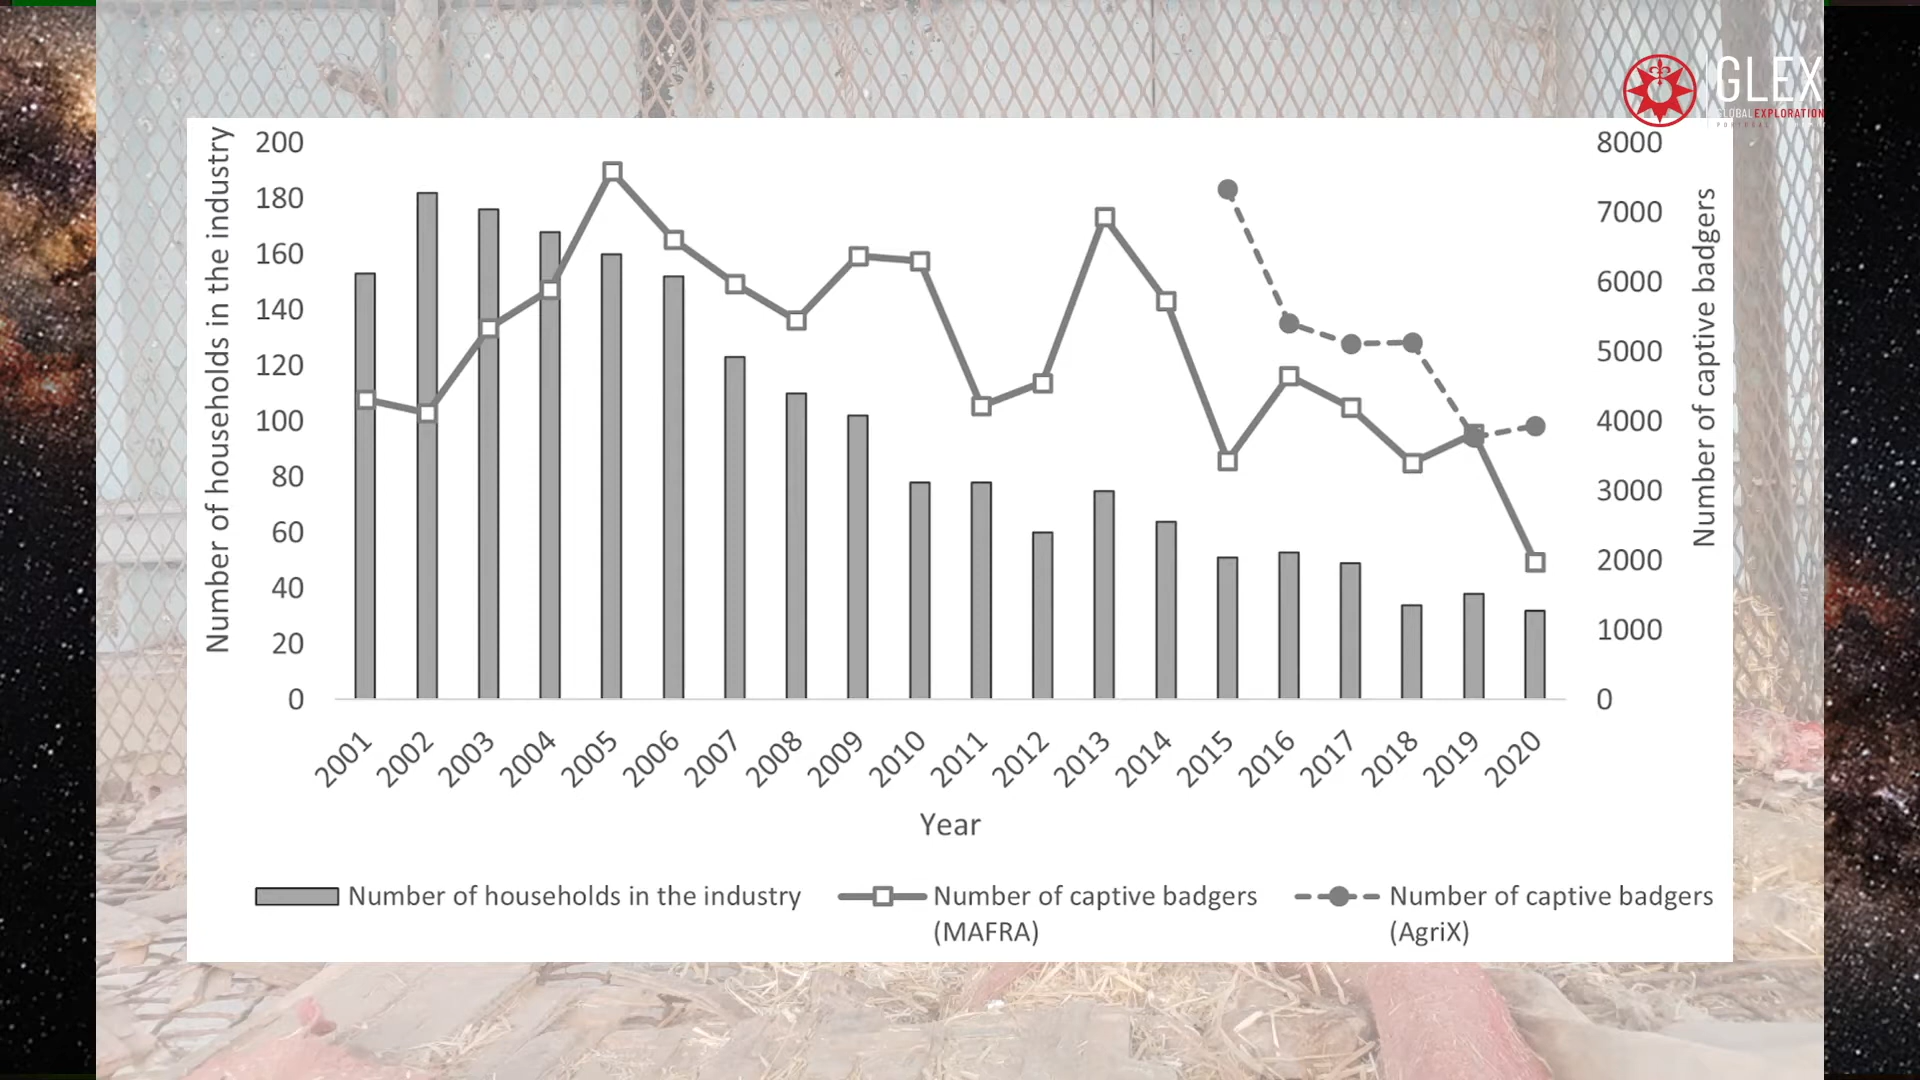 GLEX
GLOBAL EXPLORATION
PORTUGAL
Number of households in the industry
200
180
160
140
120
100
80
60
40
20
0
8000
7000
6000
5000
4000
3000
2000
1000
0
Number of captive badgers
2001 2002 2003 2004 2005 2006 2007 2008 2009 2010 2011 2012 2013 2014 2015 2016 2017 2018 2019 2020
Year
Number of households in the industry
Number of captive badgers
(MAFRA)
Number of captive badgers
(AgriX)